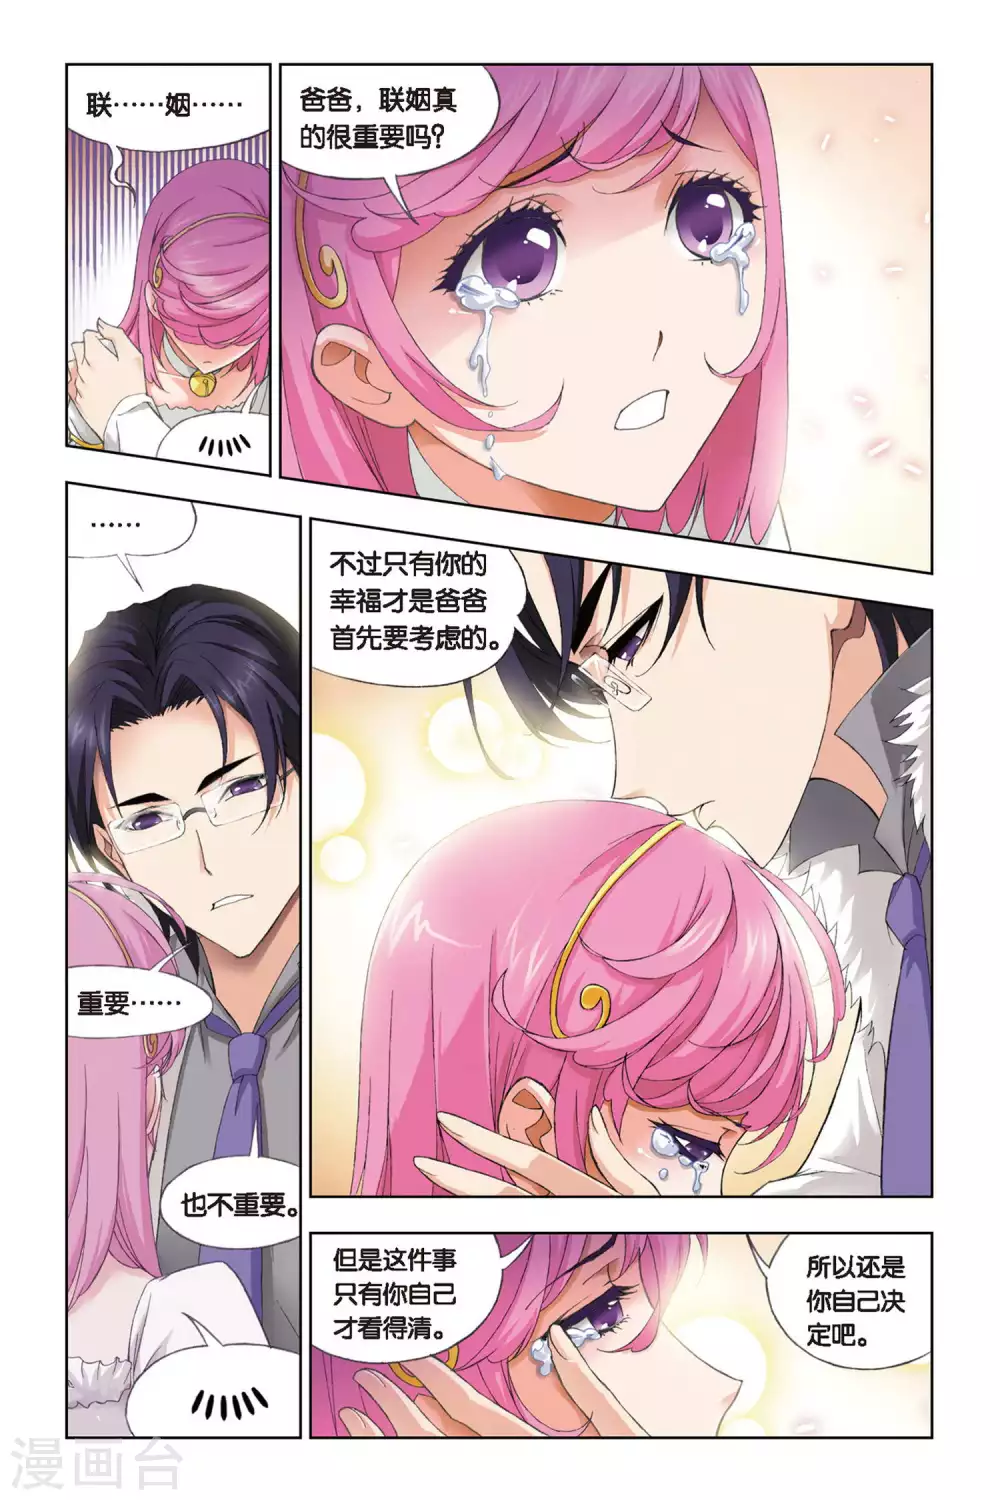 联……姻……
爸爸，联姻真
的很重要吗？
……
重要……
也不重要。
不过只有你的
幸福才是爸爸
首先要考虑的。
但是这件事
只有你自己
才看得清。
所以还是
你自己决
定吧。
漫画台